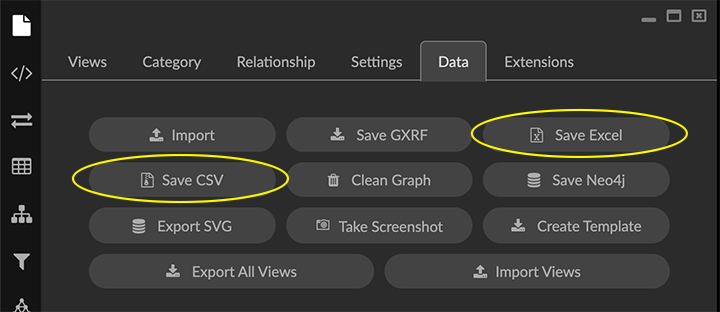 Views Category Relationship Settings Data Extensions
Import Save GXRF Save Excel
Save CSV Clean Graph Save Neo4j
Export SVG Take Screenshot Create Template
Export All Views Import Views